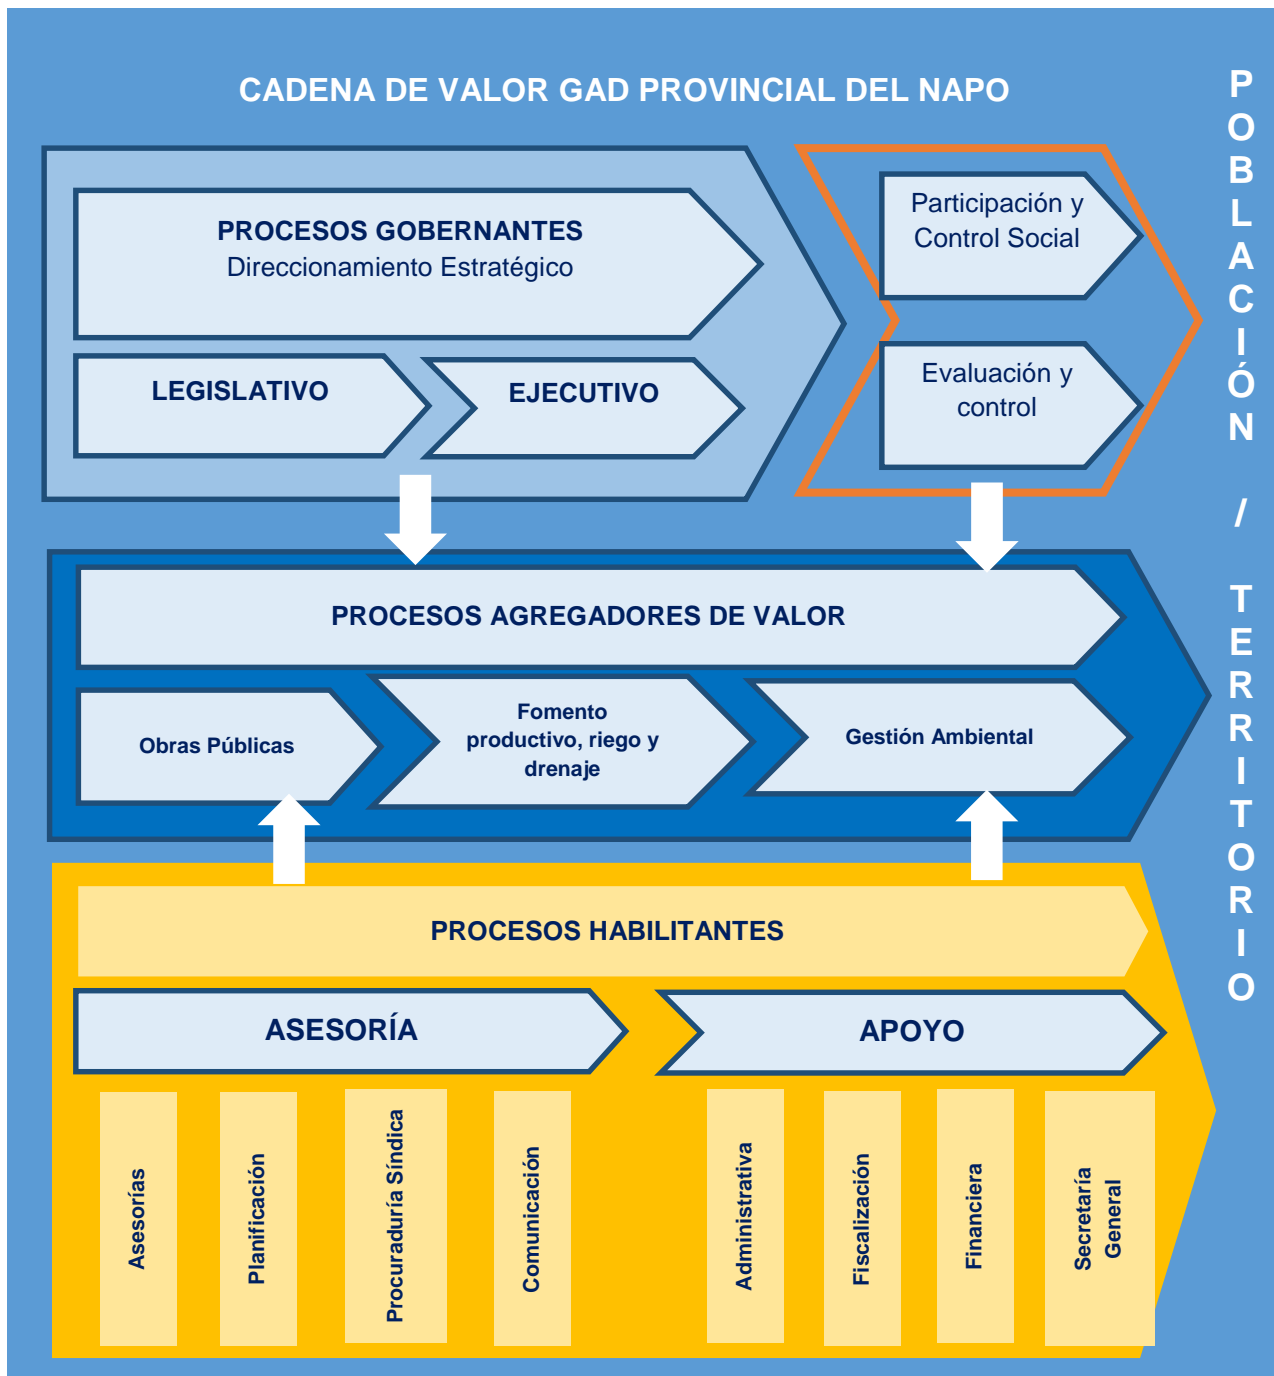 CADENA DE VALOR GAD PROVINCIAL DEL NAPO
PROCESOS GOBERNANTES
Direccionamiento Estratégico
LEGISLATIVO
EJECUTIVO
Participación y
Control Social
Evaluación y
control
PROCESOS AGREGADORES DE VALOR
Obras Públicas
Fomento
productivo, riego y
drenaje
Gestión Ambiental
PROCESOS HABILITANTES
ASESORÍA
APOYO
Asesorías
Planificación
Procuraduría Síndica
Comunicación
Administrativa
Fiscalización
Financiera
Secretaría
General
POBLACIÓN / TERRITORIO